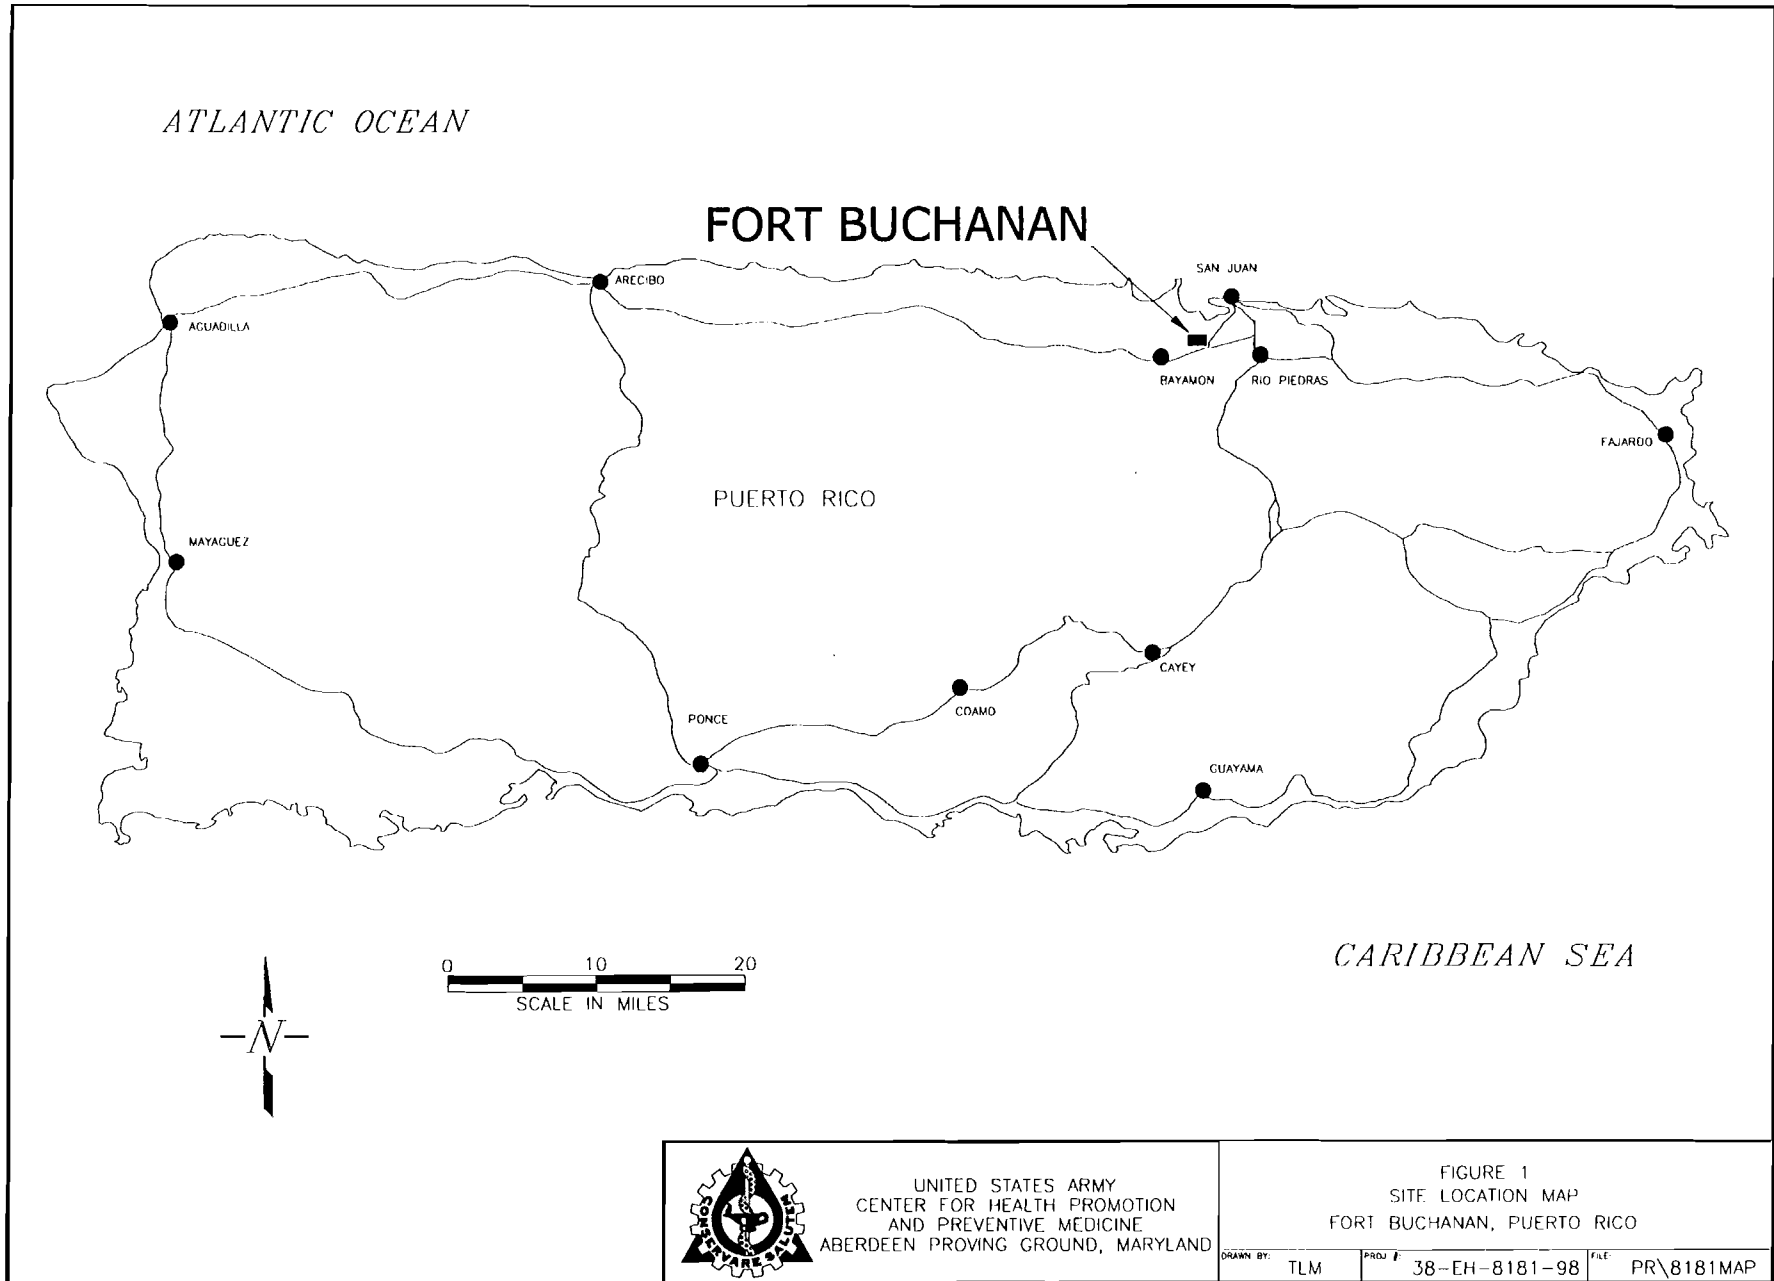 ATLANTIC OCEAN
FORT BUCHANAN
SAN JUAN
ARECIBO
AGUADILLA
BAYAMON
RIO PIEDRAS
FAJARDO
PUERTO RICO
MAYAGUEZ
CAYEY
COAMO
PONCE
GUAYAMA
CARIBBEAN SEA
0 10 20
SCALE IN MILES
N
CONSERVARE SALUTEM
UNITED STATES ARMY
CENTER FOR HEALTH PROMOTION
AND PREVENTIVE MEDICINE
ABERDEEN PROVING GROUND, MARYLAND
FIGURE 1
SITE LOCATION MAP
FORT BUCHANAN, PUERTO RICO
DRAWN BY: TLM
PROJ #: 38-EH-8181-98
FILE: PR\8181MAP